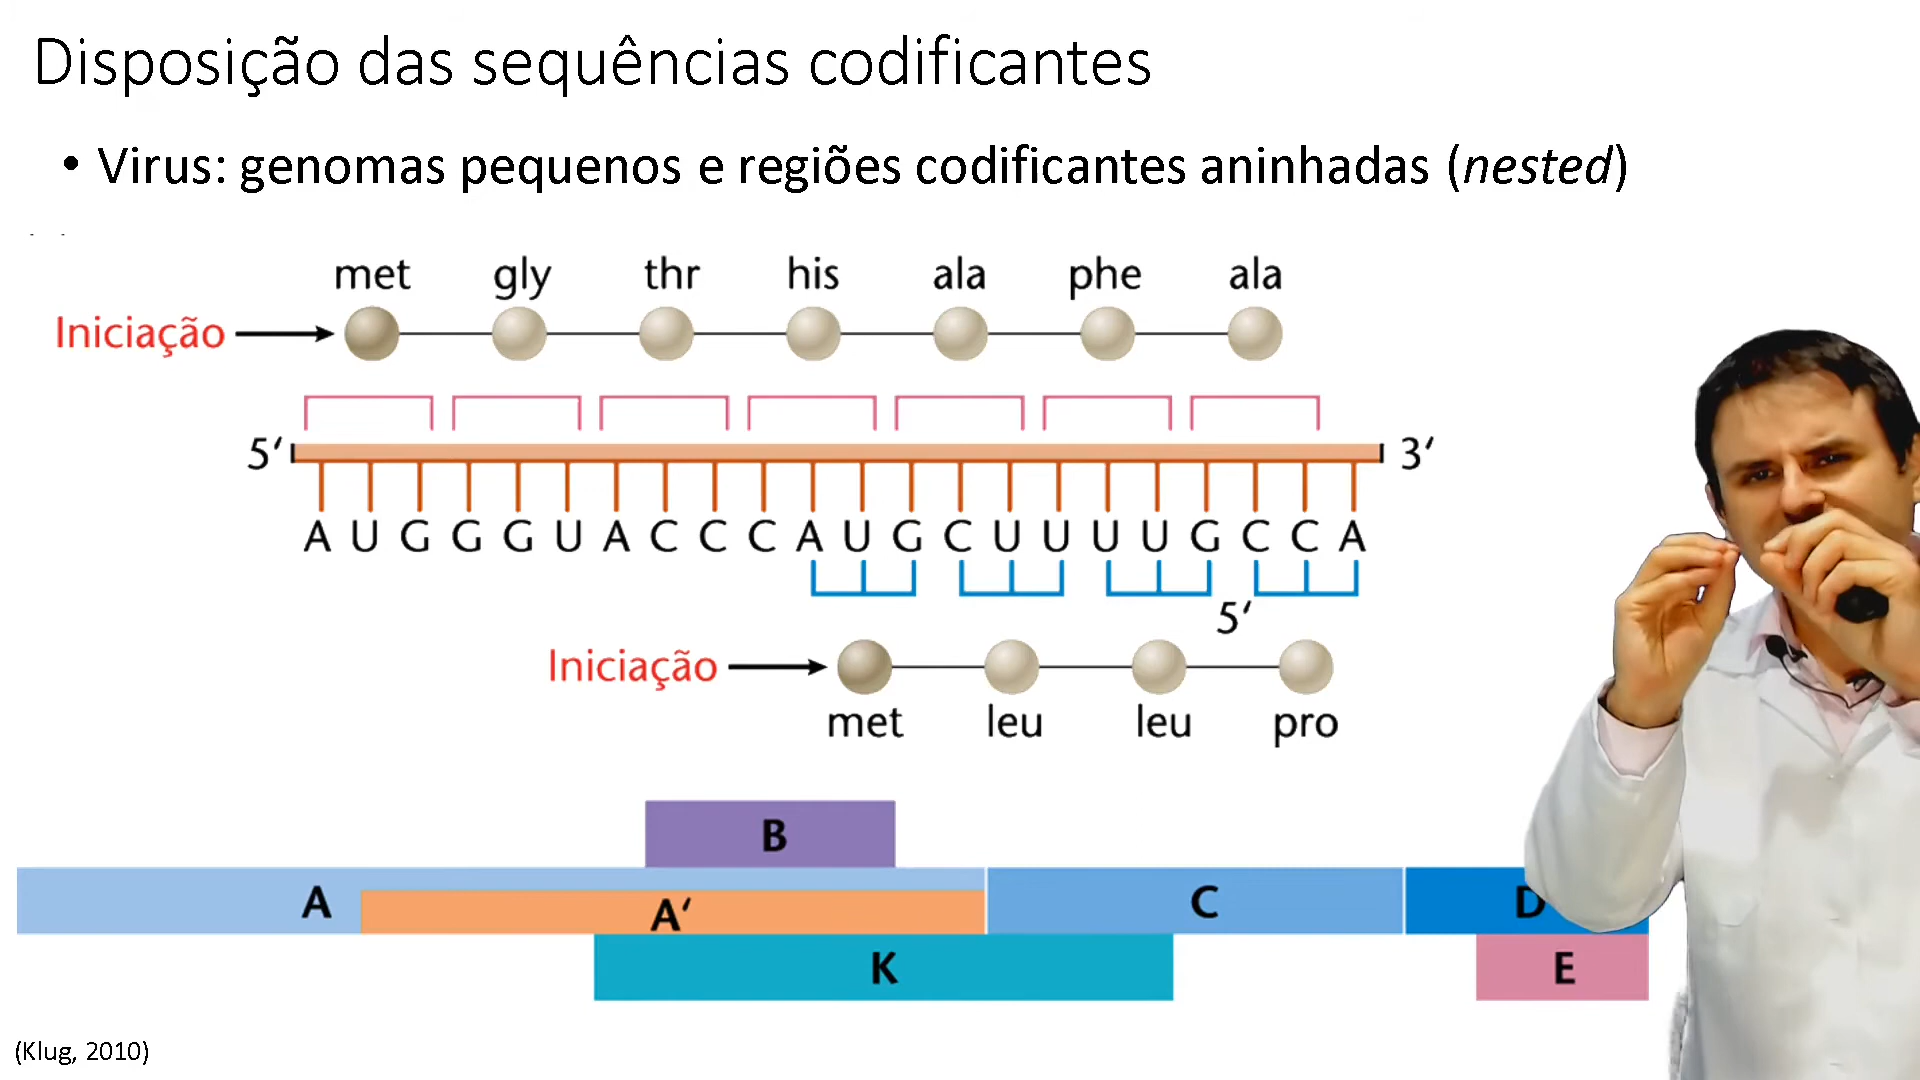 Disposição das sequências codificantes
• Virus: genomas pequenos e regiões codificantes aninhadas (nested)
met gly thr his ala phe ala
Iniciação
5′ 3′
A U G G G U A C C C A U G C U U U U G C C A
5′
Iniciação
met leu leu pro
B
A A′ C D
K E
(Klug, 2010)